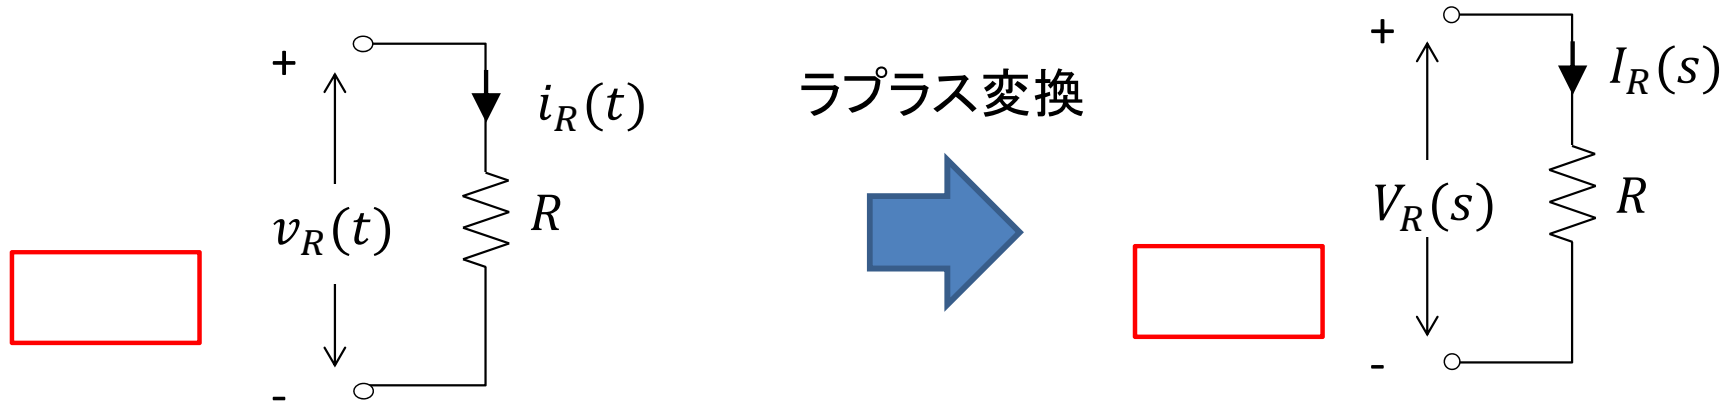 +
i_R(t)
v_R(t)
R
-
ラプラス変換
+
I_R(s)
V_R(s)
R
-